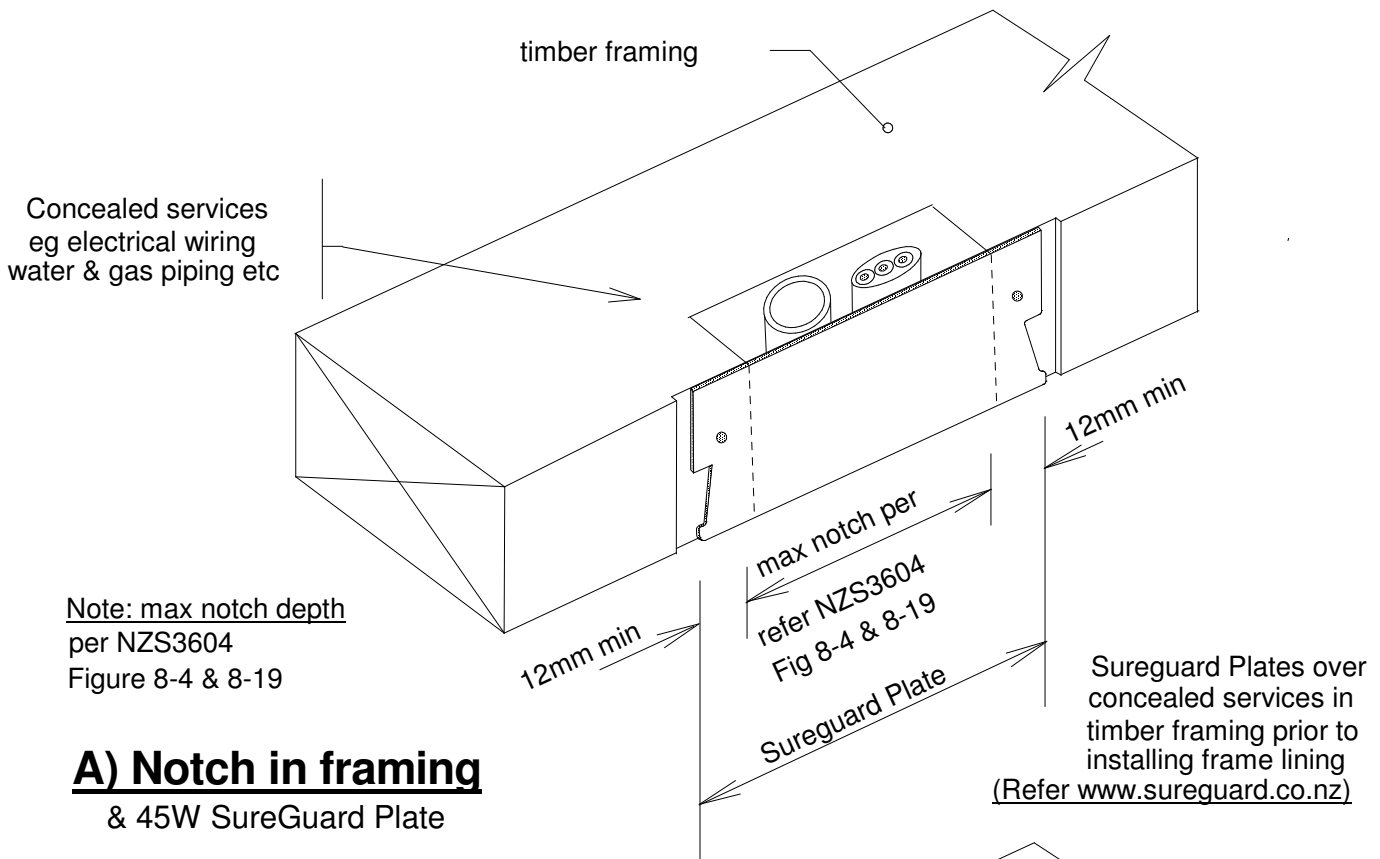 timber framing
Concealed services
eg electrical wiring
water & gas piping etc
12mm min
max notch per
refer NZS3604
Fig 8-4 & 8-19
12mm min
Sureguard Plate
Note: max notch depth
per NZS3604
Figure 8-4 & 8-19
Sureguard Plates over
concealed services in
timber framing prior to
installing frame lining
(Refer www.sureguard.co.nz)
A) Notch in framing
& 45W SureGuard Plate